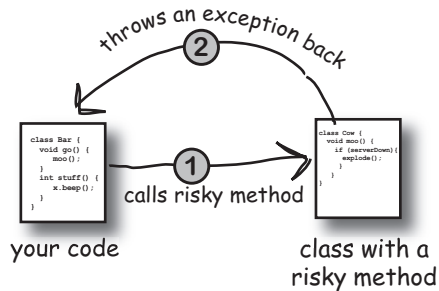 throws an exception back
2
class Bar {
void go() {
moo();
}
int stuff() {
x.beep();
}
}
1
calls risky method
class Cow {
void moo() {
if (serverDown){
explode();
}
}
}
your code
class with a
risky method